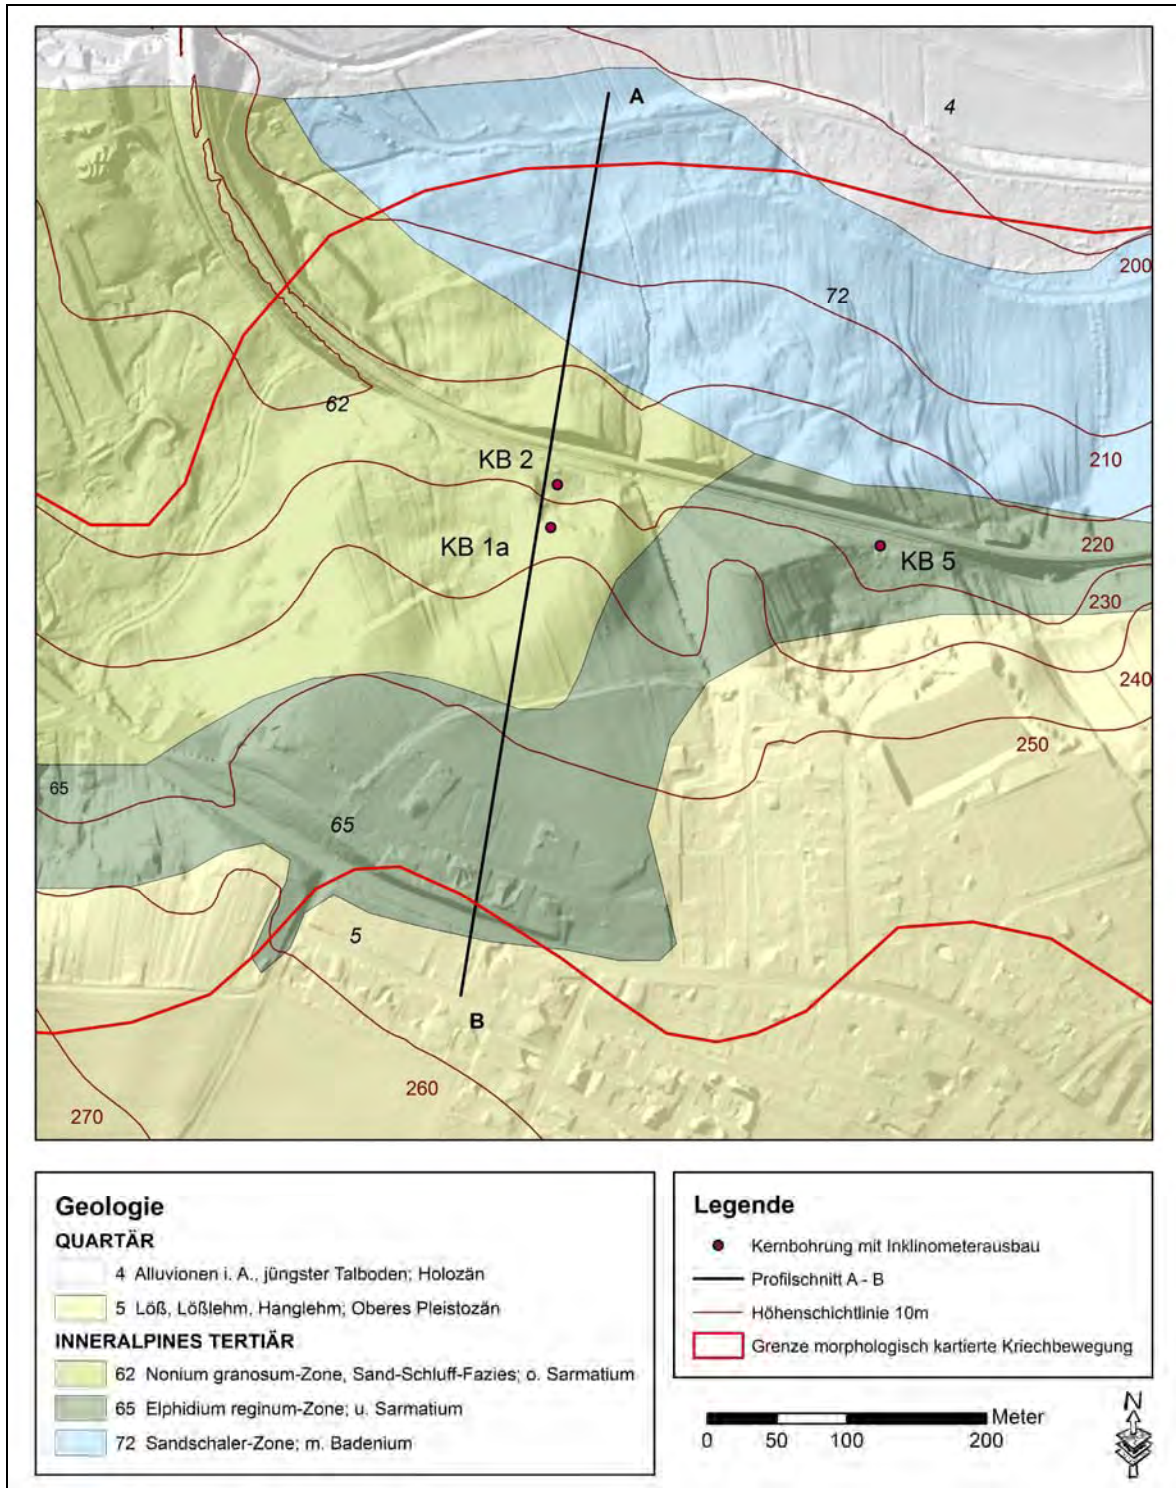 A
4
200
72
62
KB 2
210
KB 1a
220
KB 5
230
240
250
65
65
5
B
260
270
Geologie
QUARTÄR
4 Alluvionen i. A., jüngster Talboden; Holozän
5 Löß, Lößlehm, Hanglehm; Oberes Pleistozän
INNERALPINES TERTIÄR
62 Nonium granosum-Zone, Sand-Schluff-Fazies; o. Sarmatium
65 Elphidium reginum-Zone; u. Sarmatium
72 Sandschaler-Zone; m. Badenium
Legende
Kernbohrung mit Inklinometerausbau
Profilschnitt A - B
Höhenschichtlinie 10m
Grenze morphologisch kartierte Kriechbewegung
Meter
0 50 100 200
N